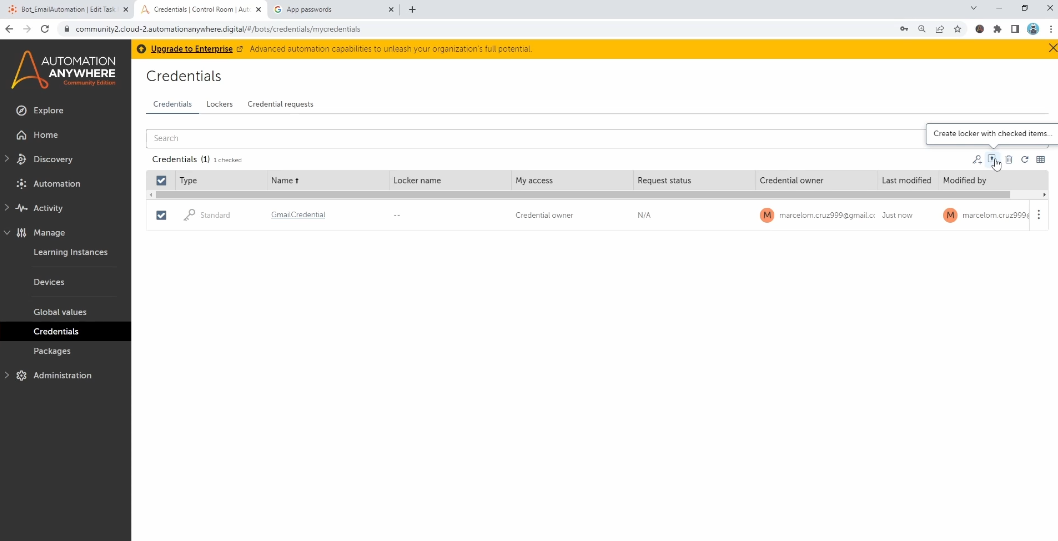 Bot_EmailAutomation | Edit Task
Credentials | Control Room | Aut
App passwords
community2.cloud-2.automationanywhere.digital/#/bots/credentials/mycredentials
AUTOMATION
ANYWHERE
Community Edition
Upgrade to Enterprise Advanced automation capabilities to unleash your organization's full potential.
Explore
Home
Discovery
Automation
Activity
Manage
Learning Instances
Devices
Global values
Credentials
Packages
Administration
Credentials
Credentials Lockers Credential requests
Search
Create locker with checked items...
Credentials (1) 1 checked
Type Name Locker name My access Request status Credential owner Last modified Modified by
Standard GmailCredential -- Credential owner N/A M marcelom.cruz999@gmail.c Just now M marcelom.cruz999